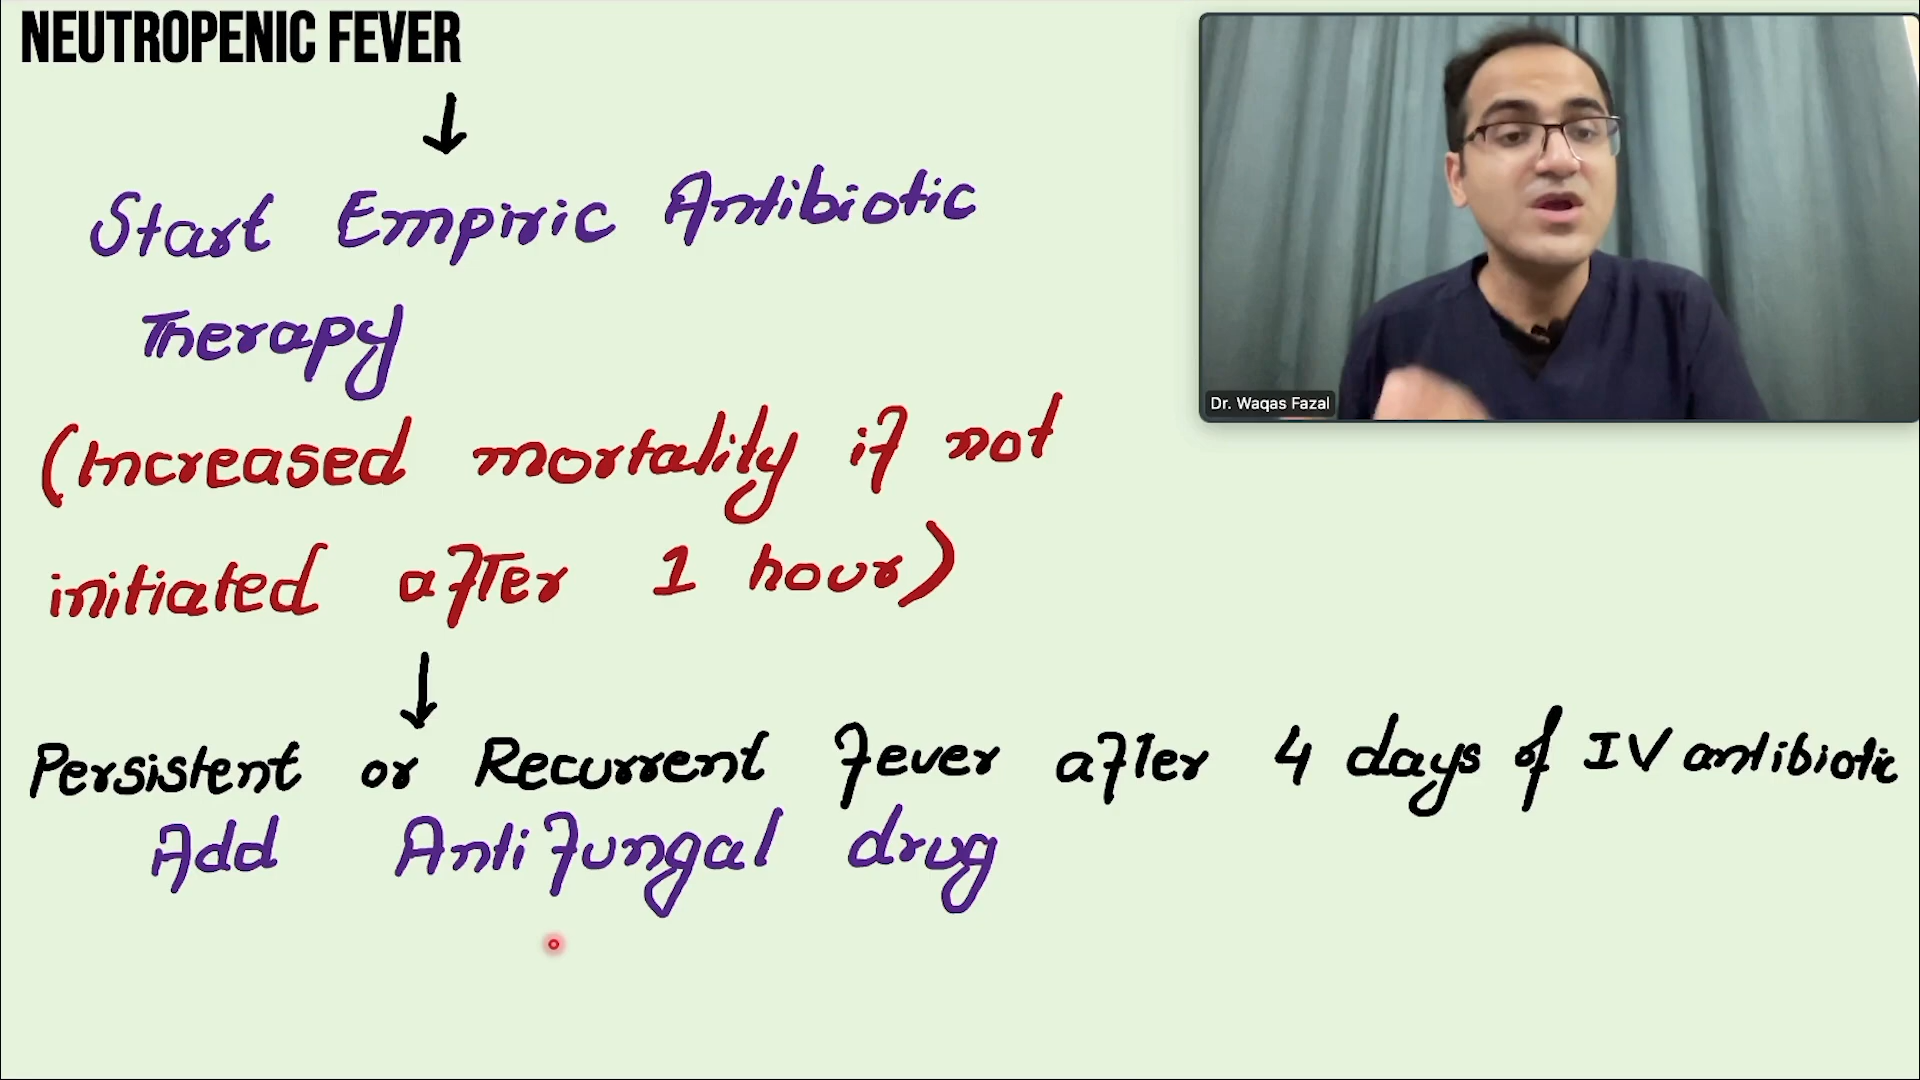 NEUTROPENIC FEVER
Start Empiric Antibiotic
Therapy
(Increased mortality if not
initiated after 1 hour)
Persistent or Recurrent Fever after 4 days of IV antibiotic
Add Antifungal drug
Dr. Waqas Fazal